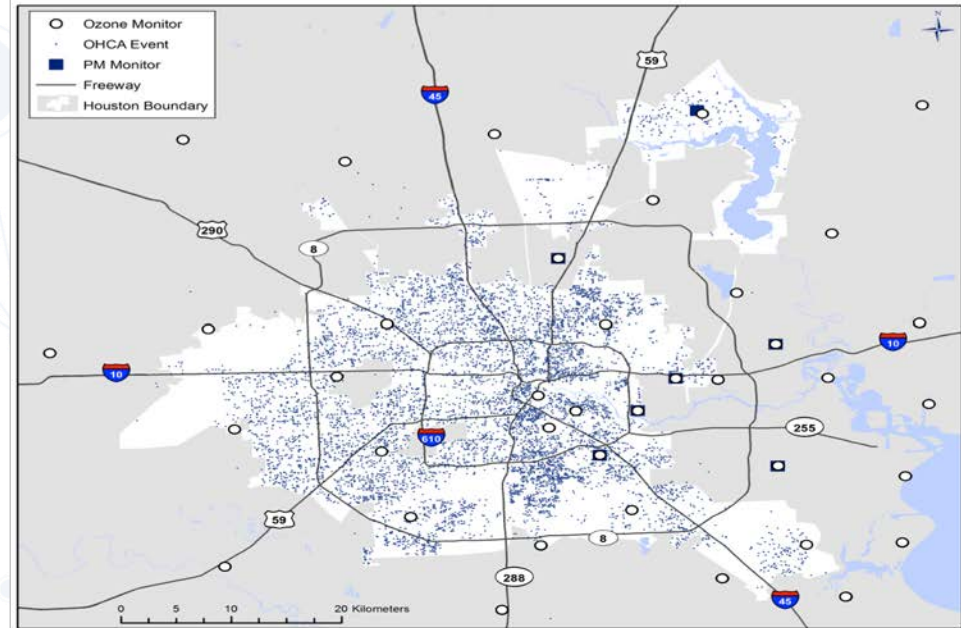 Ozone Monitor
OHCA Event
PM Monitor
Freeway
Houston Boundary
N
59
45
290
8
10
10
610
255
59
8
288
45
0 5 10 20 Kilometers